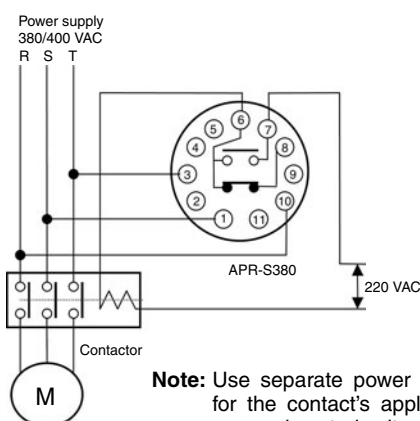 Power supply
380/400 VAC
R S T
6
5 7
4 8
3 9
2 10
1 11
APR-S380
220 VAC
Contactor
M
Note: Use separate power
for the contact's appl